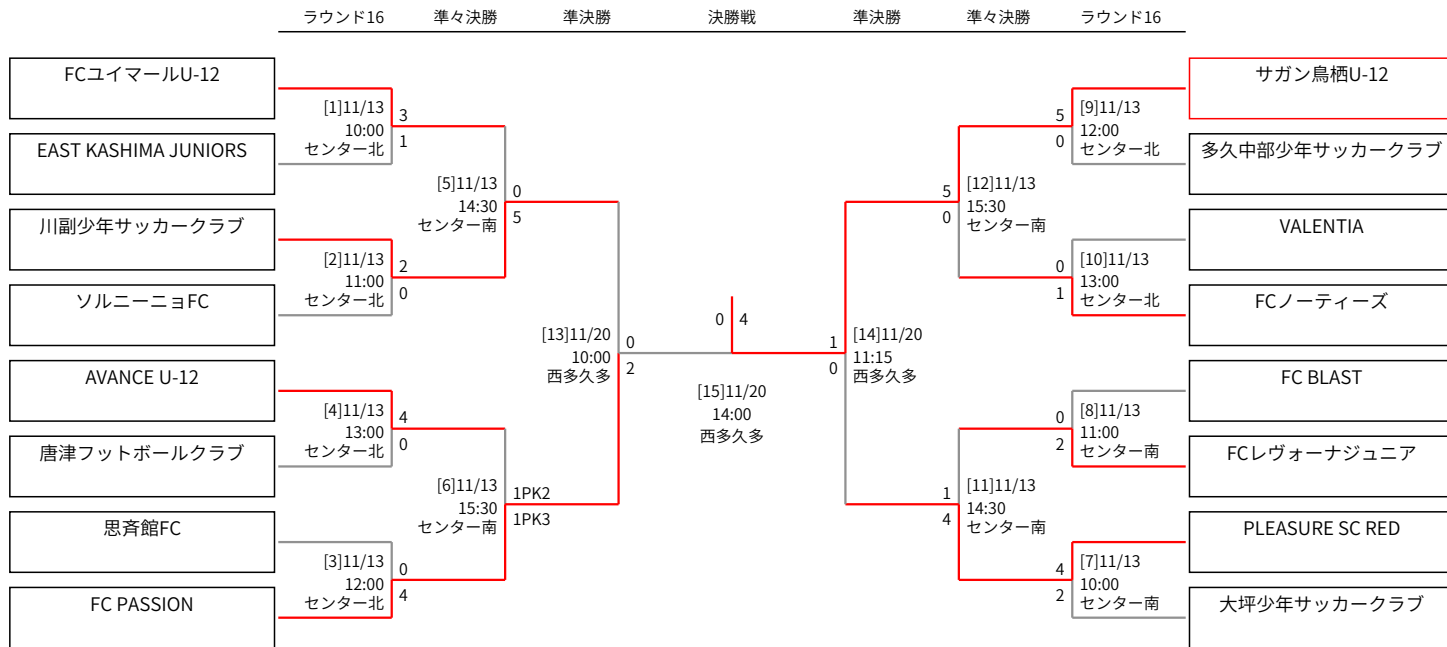 ラウンド16 準々決勝 準決勝 決勝戦 準決勝 準々決勝 ラウンド16
FCユイマールU-12
[1]11/13
10:00
センター北
3
1
EAST KASHIMA JUNIORS
[5]11/13
14:30
センター南
0
5
川副少年サッカークラブ
[2]11/13
11:00
センター北
2
0
ソルニーニョFC
[13]11/20
10:00
西多久多
0
2
AVANCE U-12
[4]11/13
13:00
センター北
4
0
唐津フットボールクラブ
[6]11/13
15:30
センター南
1PK2
1PK3
思斉館FC
[3]11/13
12:00
センター北
0
4
FC PASSION
0 4
[15]11/20
14:00
西多久多
サガン鳥栖U-12
5
0
[9]11/13
12:00
センター北
多久中部少年サッカークラブ
5
0
[12]11/13
15:30
センター南
VALENTIA
0
1
[10]11/13
13:00
センター北
FCノーティーズ
1
0
[14]11/20
11:15
西多久多
FC BLAST
0
2
[8]11/13
11:00
センター南
FCレヴォーナジュニア
1
4
[11]11/13
14:30
センター南
PLEASURE SC RED
4
2
[7]11/13
10:00
センター南
大坪少年サッカークラブ